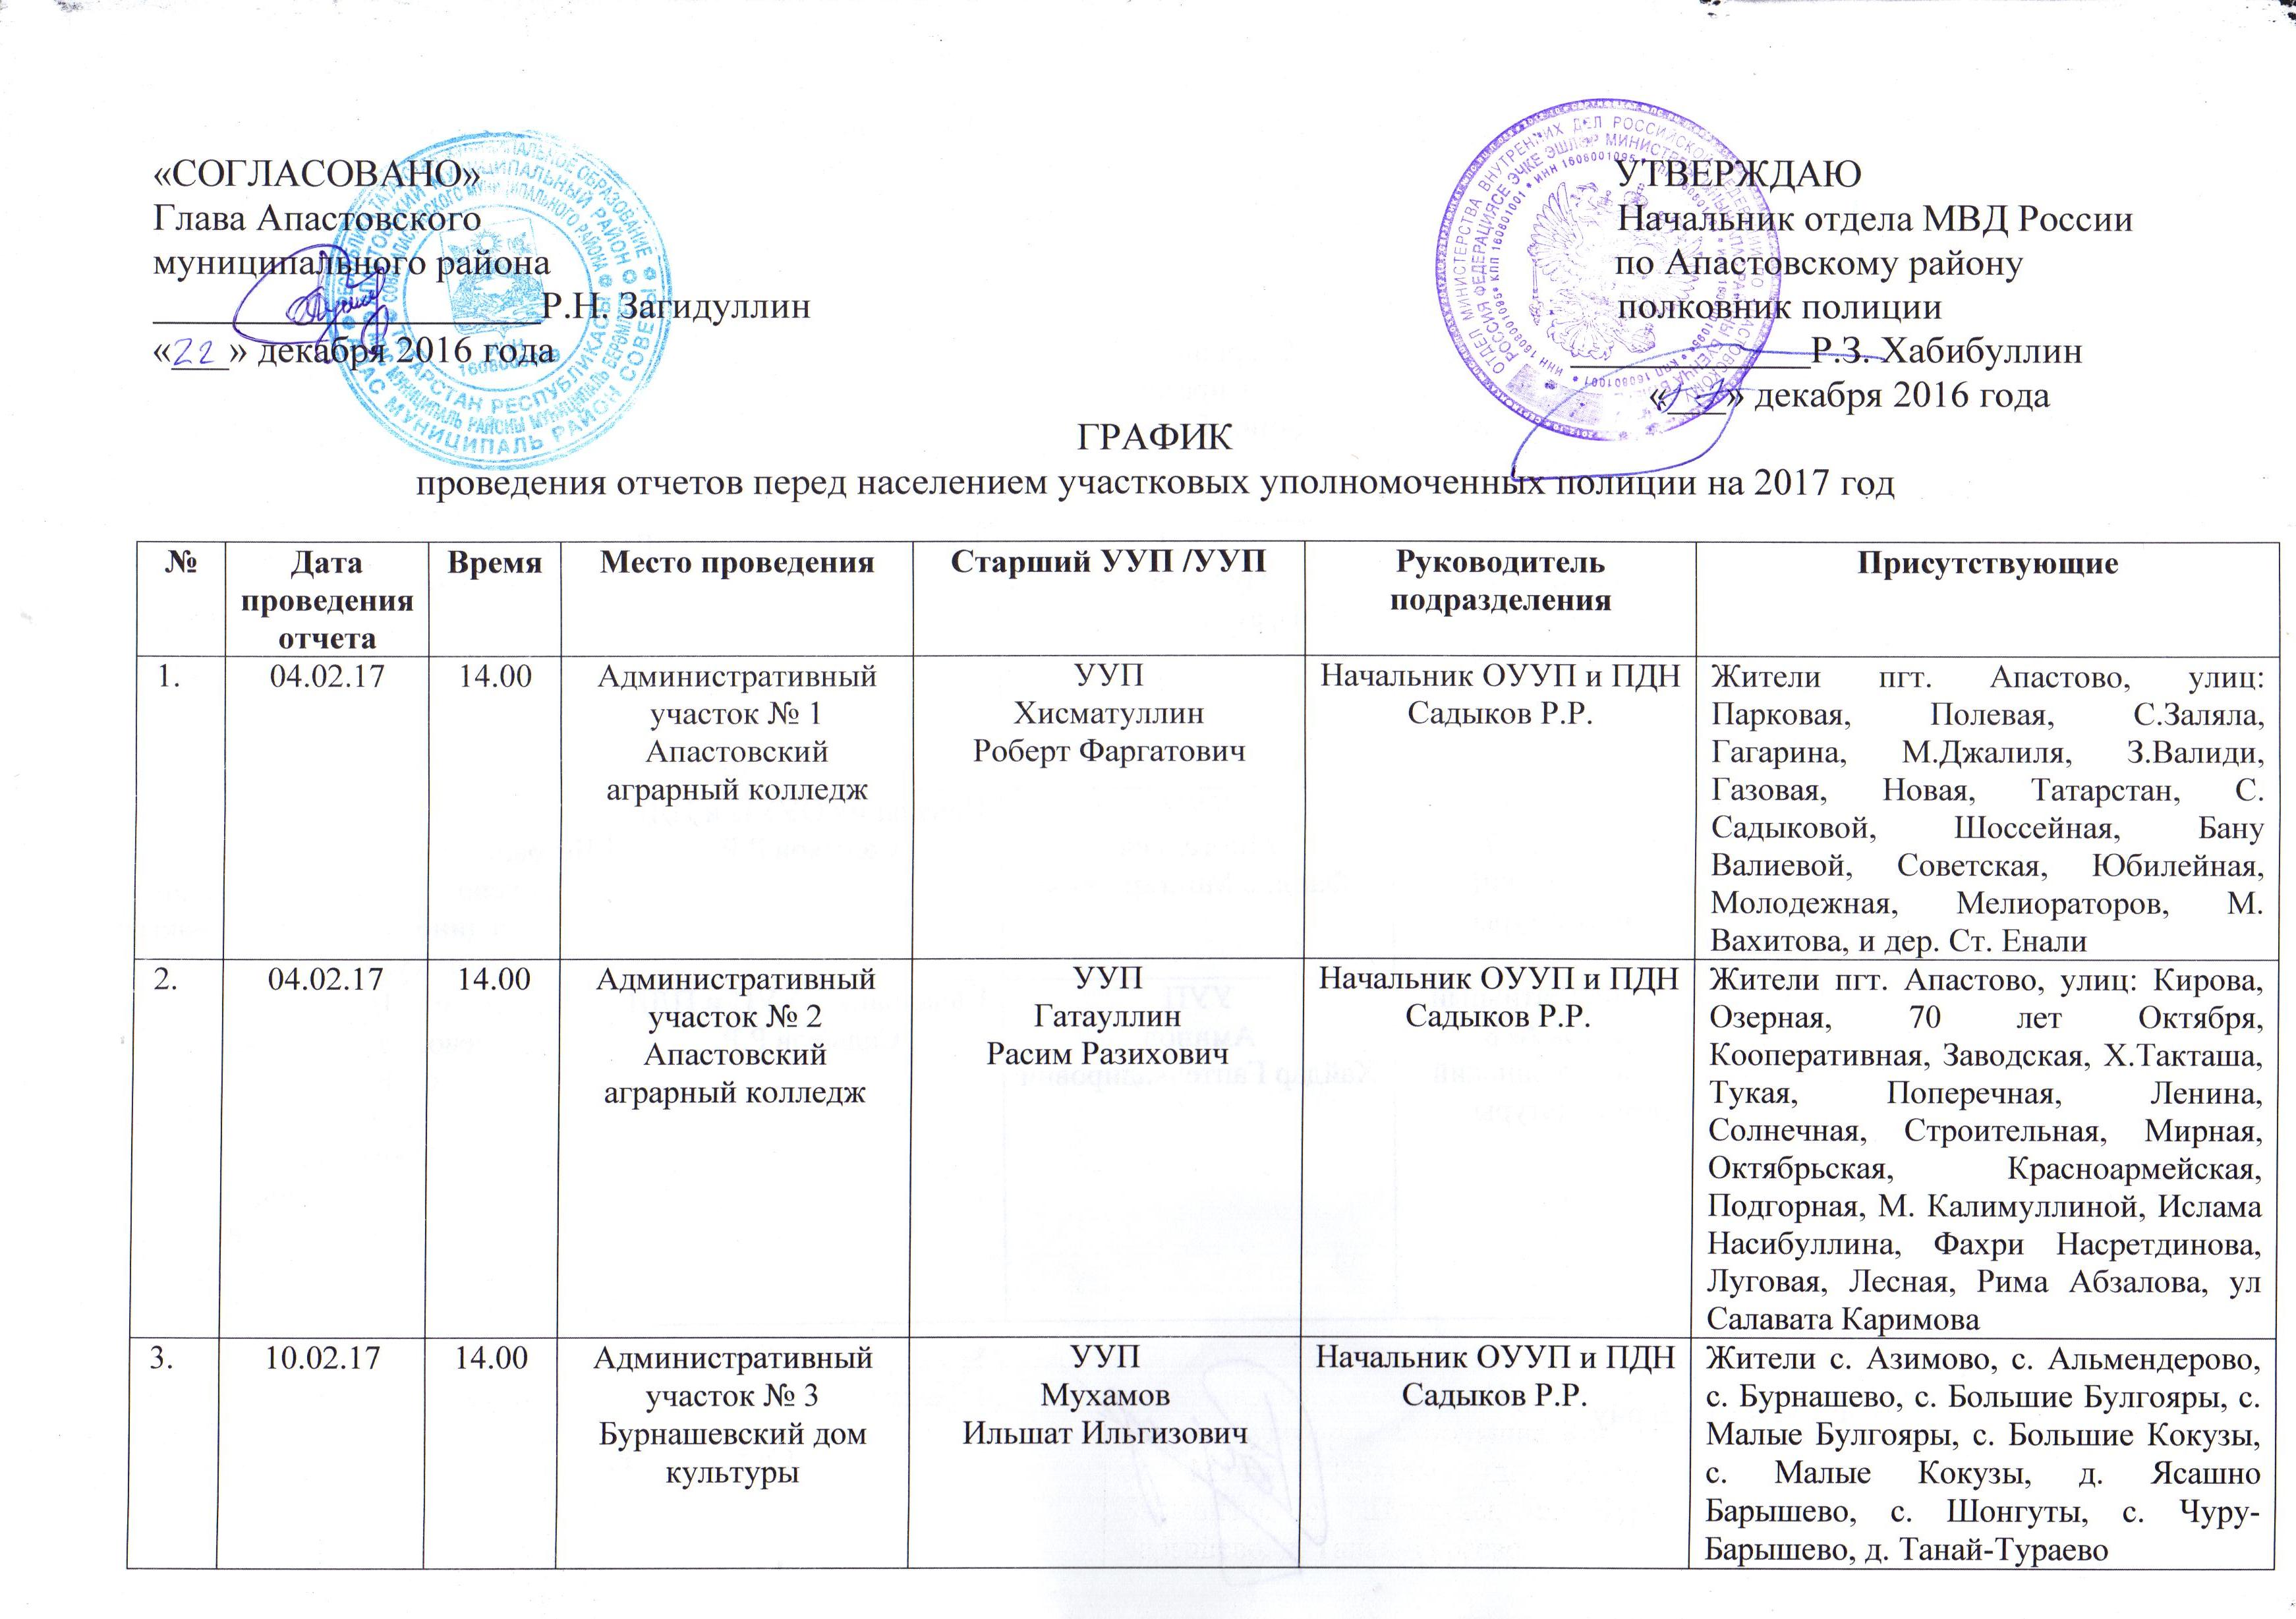 «СОГЛАСОВАНО»
Глава Апастовского
муниципального района
____________________Р.Н. Загидуллин
«22» декабря 2016 года
УТВЕРЖДАЮ
Начальник отдела МВД России
по Апастовскому району
полковник полиции
____________Р.З. Хабибуллин
«___» декабря 2016 года
ГРАФИК
проведения отчетов перед населением участковых уполномоченных полиции на 2017 год
№
Дата
проведения
отчета
Время
Место проведения
Старший УУП /УУП
Руководитель
подразделения
Присутствующие
1.
04.02.17
14.00
Административный
участок № 1
Апастовский
аграрный колледж
УУП
Хисматуллин
Роберт Фаргатович
Начальник ОУУП и ПДН
Садыков Р.Р.
Жители пгт. Апастово, улиц:
Парковая, Полевая, С.Заляла,
Гагарина, М.Джалиля, З.Валиди,
Газовая, Новая, Татарстан, С.
Садыковой, Шоссейная, Бану
Валиевой, Советская, Юбилейная,
Молодежная, Мелиораторов, М.
Вахитова, и дер. Ст. Енали
2.
04.02.17
14.00
Административный
участок № 2
Апастовский
аграрный колледж
УУП
Гатауллин
Расим Разихович
Начальник ОУУП и ПДН
Садыков Р.Р.
Жители пгт. Апастово, улиц: Кирова,
Озерная, 70 лет Октября,
Кооперативная, Заводская, Х.Такташа,
Тукая, Поперечная, Ленина,
Солнечная, Строительная, Мирная,
Октябрьская, Красноармейская,
Подгорная, М. Калимуллиной, Ислама
Насибуллина, Фахри Насретдинова,
Луговая, Лесная, Рима Абзалова, ул
Салавата Каримова
3.
10.02.17
14.00
Административный
участок № 3
Бурнашевский дом
культуры
УУП
Мухамов
Ильшат Ильгизович
Начальник ОУУП и ПДН
Садыков Р.Р.
Жители с. Азимово, с. Альмендерово,
с. Бурнашево, с. Большие Булгояры, с.
Малые Булгояры, с. Большие Кокузы,
с. Малые Кокузы, д. Ясашно
Барышево, с. Шонгуты, с. Чуру-
Барышево, д. Танай-Тураево